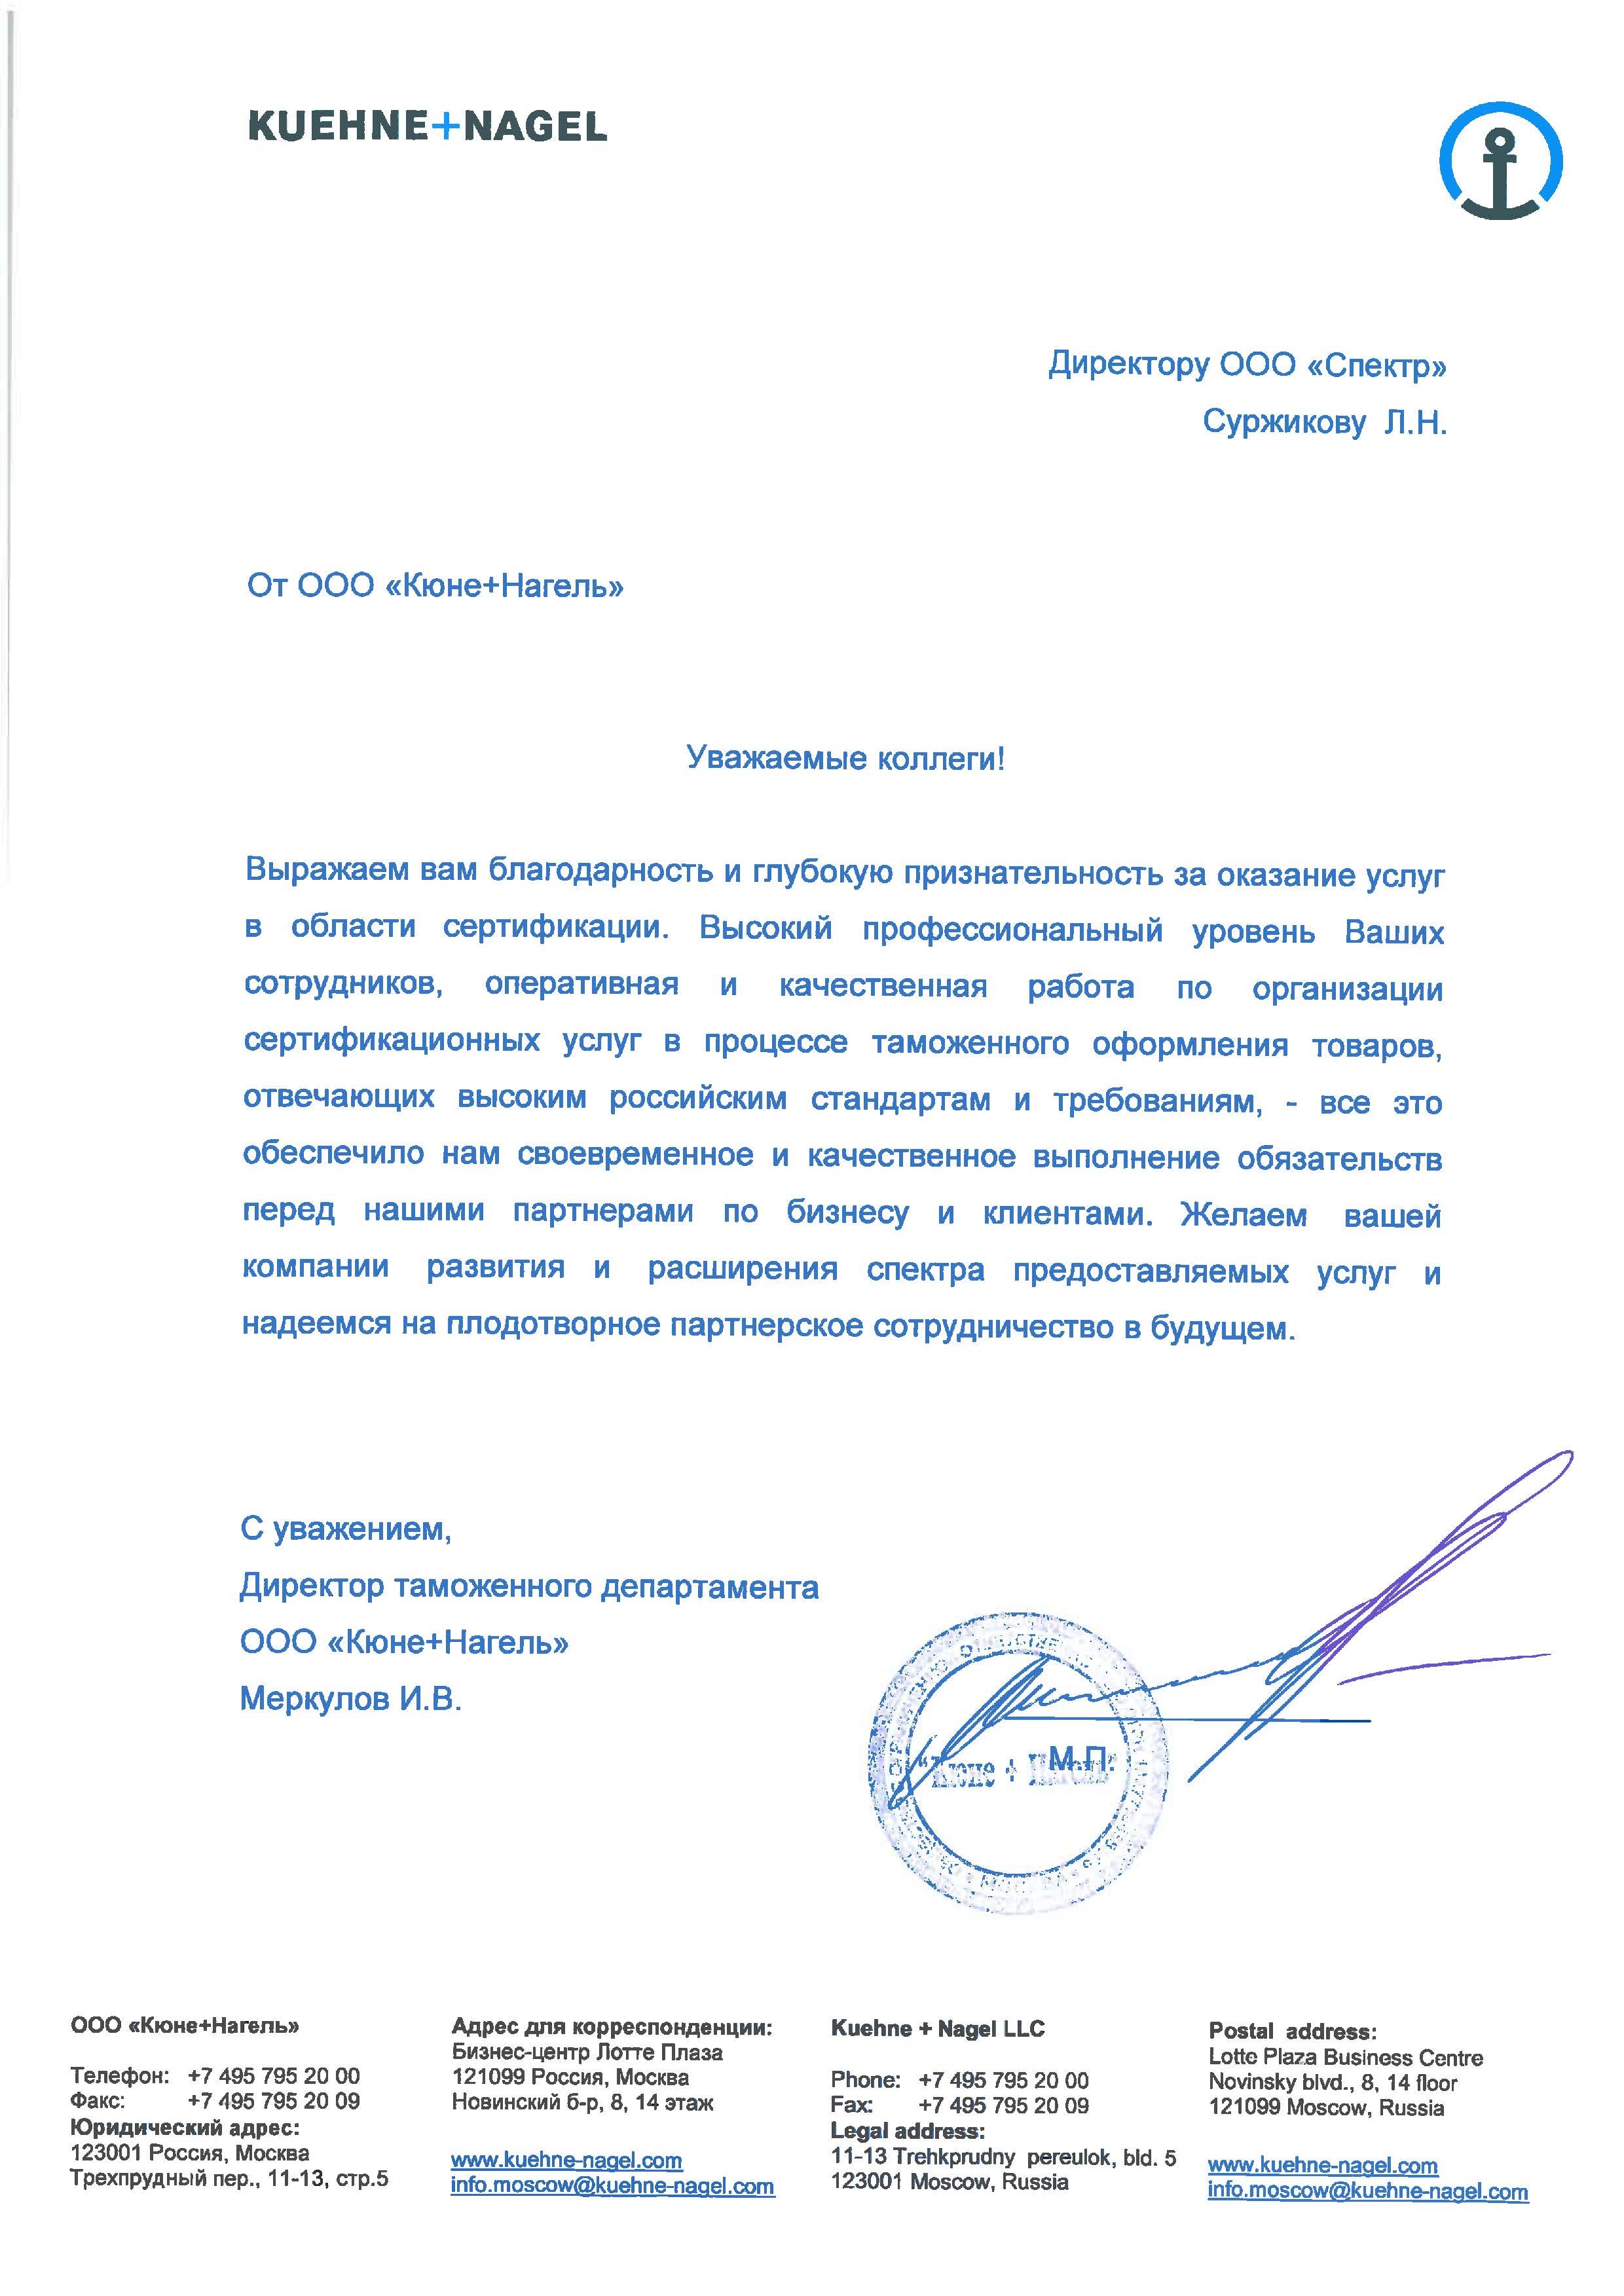 KUEHNE+NAGEL
Директору ООО «Спектр»
Суржикову Л.Н.
От ООО «Кюне+Нагель»
Уважаемые коллеги!
Выражаем вам благодарность и глубокую признательность за оказание услуг
в области сертификации. Высокий профессиональный уровень Ваших
сотрудников, оперативная и качественная работа по организации
сертификационных услуг в процессе таможенного оформления товаров,
отвечающих высоким российским стандартам и требованиям, - все это
обеспечило нам своевременное и качественное выполнение обязательств
перед нашими партнерами по бизнесу и клиентами. Желаем вашей
компании развития и расширения спектра предоставляемых услуг и
надеемся на плодотворное партнерское сотрудничество в будущем.
С уважением,
Директор таможенного департамента
ООО «Кюне+Нагель»
Меркулов И.В.
М.П.
"Кюне + Нагель"
ООО «Кюне+Нагель»
Телефон: +7 495 795 20 00
Факс: +7 495 795 20 09
Юридический адрес:
123001 Россия, Москва
Трехпрудный пер., 11-13, стр.5
Адрес для корреспонденции:
Бизнес-центр Лотте Плаза
121099 Россия, Москва
Новинский б-р, 8, 14 этаж
www.kuehne-nagel.com
info.moscow@kuehne-nagel.com
Kuehne + Nagel LLC
Phone: +7 495 795 20 00
Fax: +7 495 795 20 09
Legal address:
11-13 Trehkprudny pereulok, bld. 5
123001 Moscow, Russia
Postal address:
Lotte Plaza Business Centre
Novinsky blvd., 8, 14 floor
121099 Moscow, Russia
www.kuehne-nagel.com
info.moscow@kuehne-nagel.com